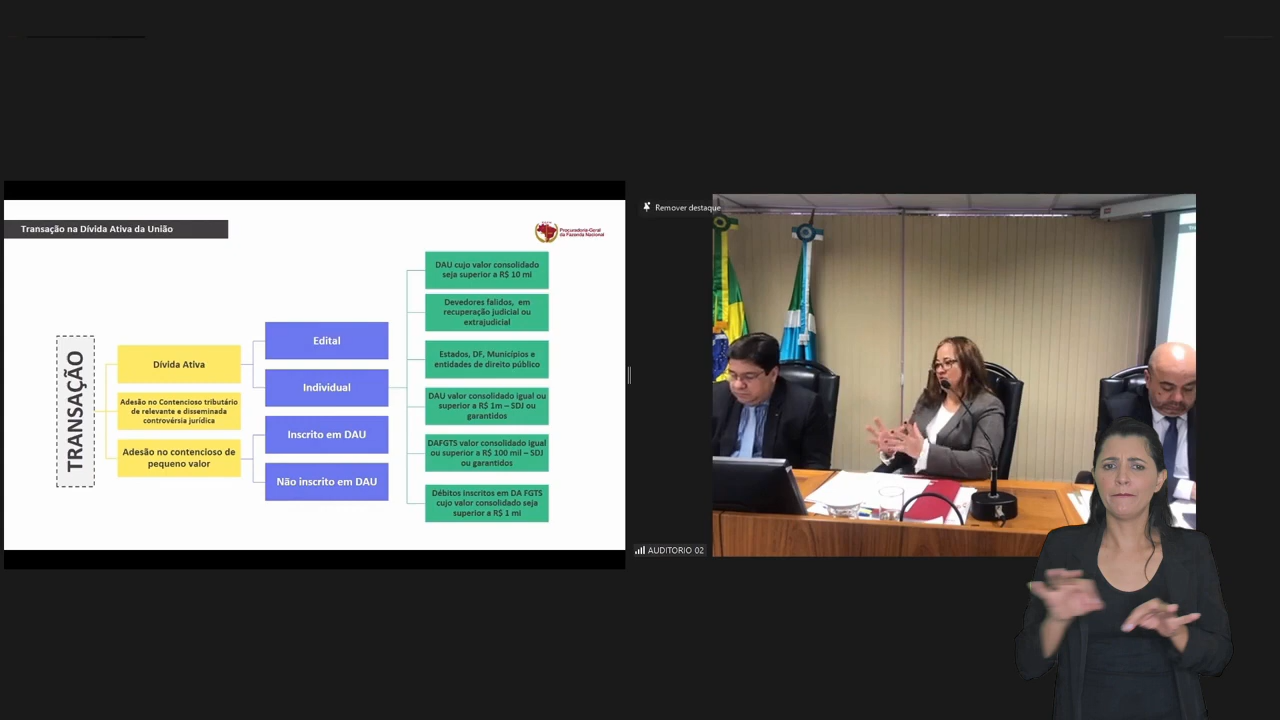 Transação na Dívida Ativa da União
Procuradoria-Geral
da Fazenda Nacional
TRANSAÇÃO
Dívida Ativa
Adesão no Contencioso tributário
de relevante e disseminada
controvérsia jurídica
Adesão no contencioso de
pequeno valor
Edital
Individual
Inscrito em DAU
Não inscrito em DAU
DAU cujo valor consolidado
seja superior a R$ 10 mi
Devedores falidos, em
recuperação judicial ou
extrajudicial
Estados, DF, Municípios e
entidades de direito público
DAU valor consolidado igual ou
superior a R$ 1m – SDJ ou
garantidos
DAFGTS valor consolidado igual
ou superior a R$ 100 mil – SDJ
ou garantidos
Débitos inscritos em DA FGTS
cujo valor consolidado seja
superior a R$ 1 mi
Remover destaque
AUDITORIO 02